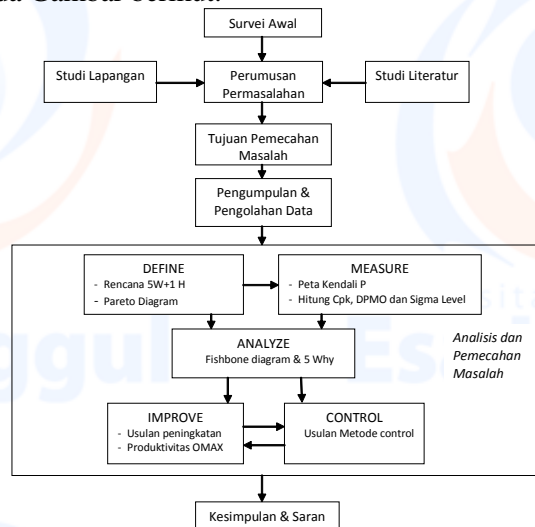 Gambar berikut.
Survei Awal
Studi Lapangan
Perumusan
Permasalahan
Studi Literatur
Tujuan Pemecahan
Masalah
Pengumpulan &
Pengolahan Data
DEFINE
- Rencana 5W+1 H
- Pareto Diagram
MEASURE
- Peta Kendali P
- Hitung Cpk, DPMO dan Sigma Level
ANALYZE
Fishbone diagram & 5 Why
Analisis dan
Pemecahan
Masalah
IMPROVE
- Usulan peningkatan
- Produktivitas OMAX
CONTROL
Usulan Metode control
Kesimpulan & Saran